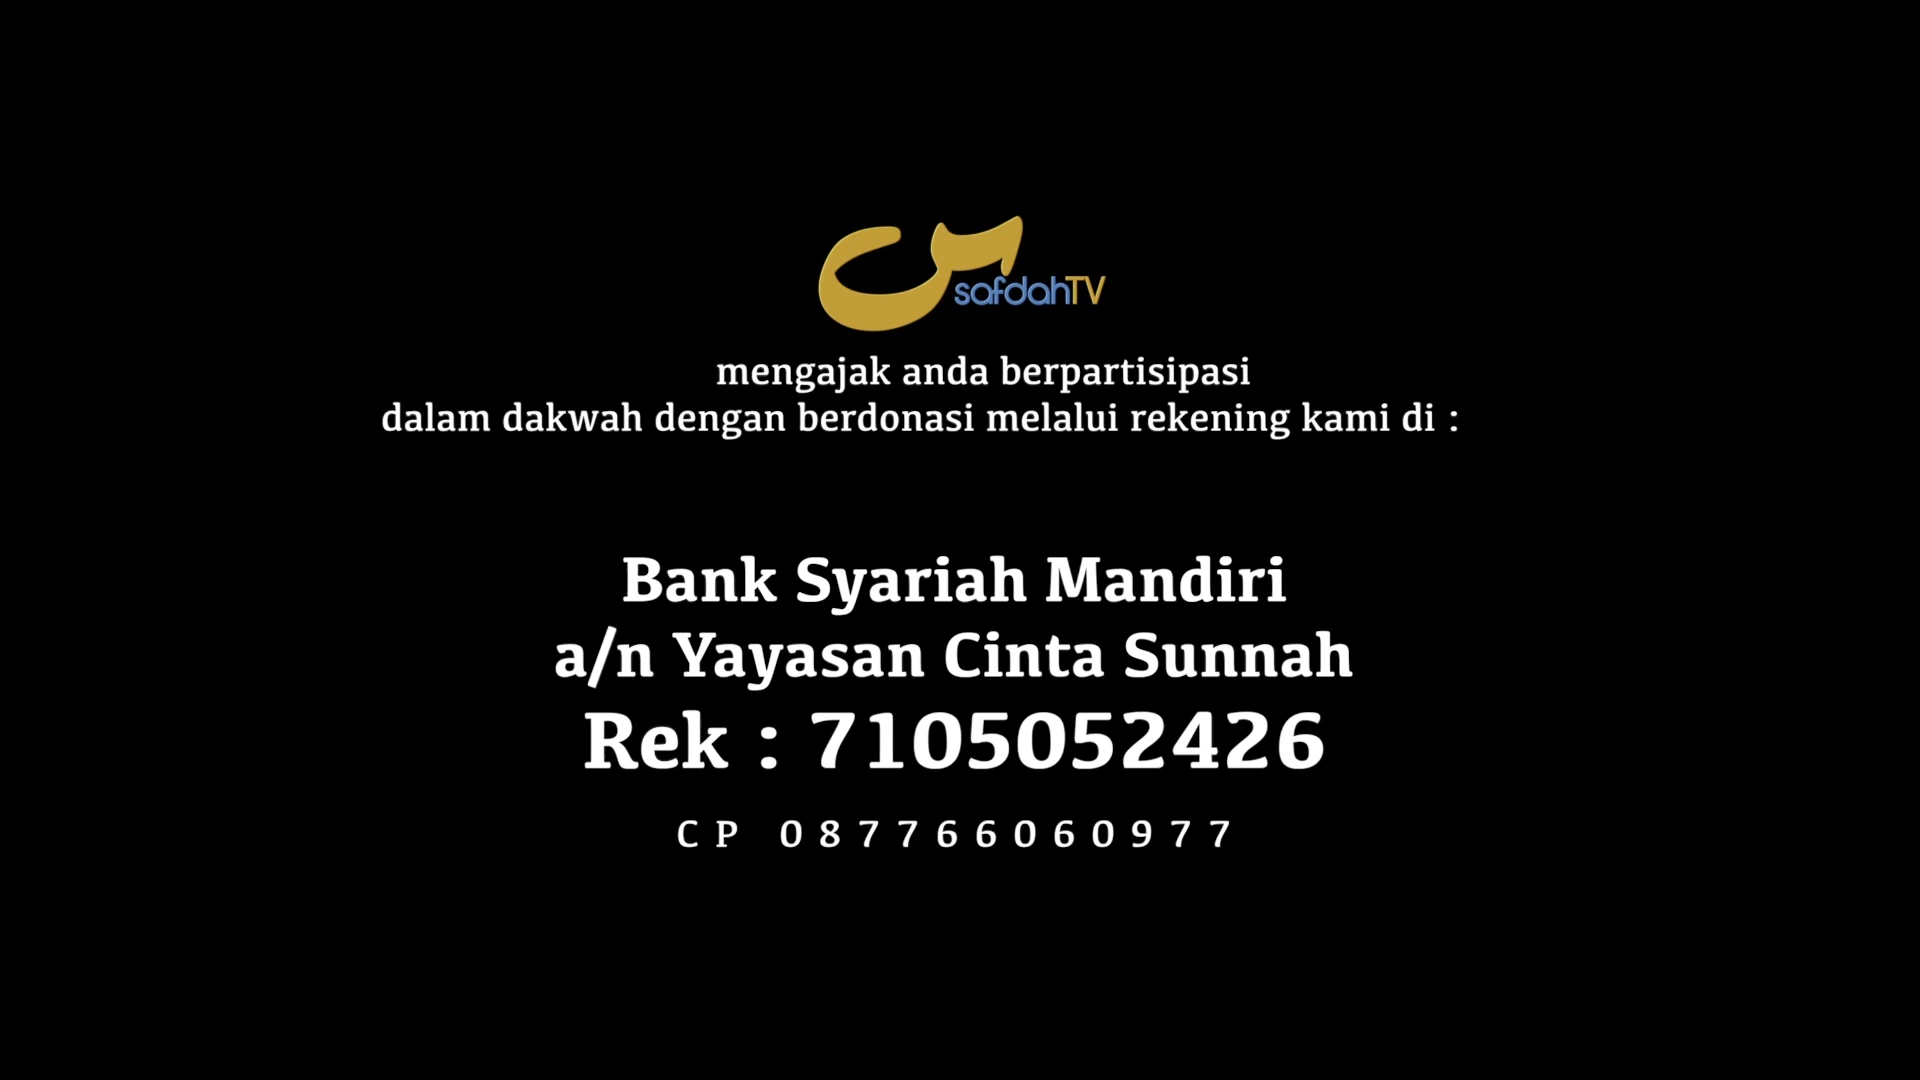 س
safdahTV
mengajak anda berpartisipasi
dalam dakwah dengan berdonasi melalui rekening kami di :
Bank Syariah Mandiri
a/n Yayasan Cinta Sunnah
Rek : 7105052426
CP 087766060977